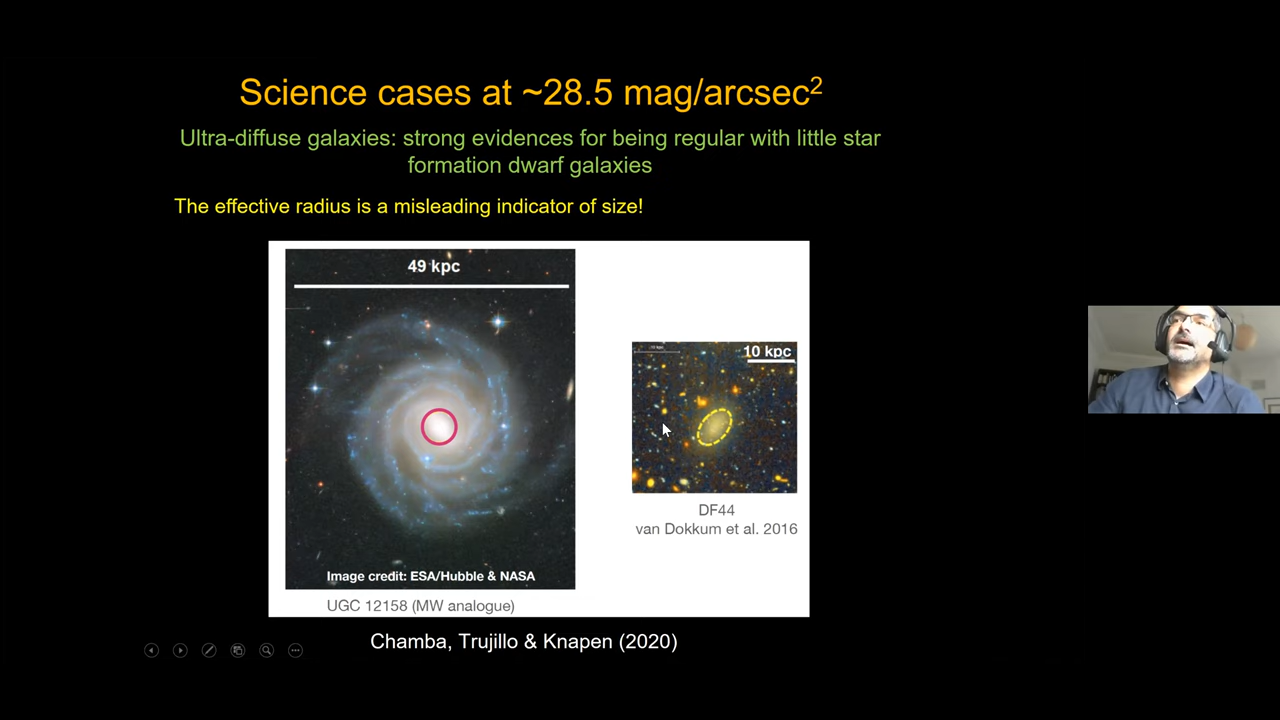 Science cases at ~28.5 mag/arcsec²
Ultra-diffuse galaxies: strong evidences for being regular with little star
formation dwarf galaxies
The effective radius is a misleading indicator of size!
49 kpc
10 kpc
Image credit: ESA/Hubble & NASA
UGC 12158 (MW analogue)
DF44
van Dokkum et al. 2016
Chamba, Trujillo & Knapen (2020)